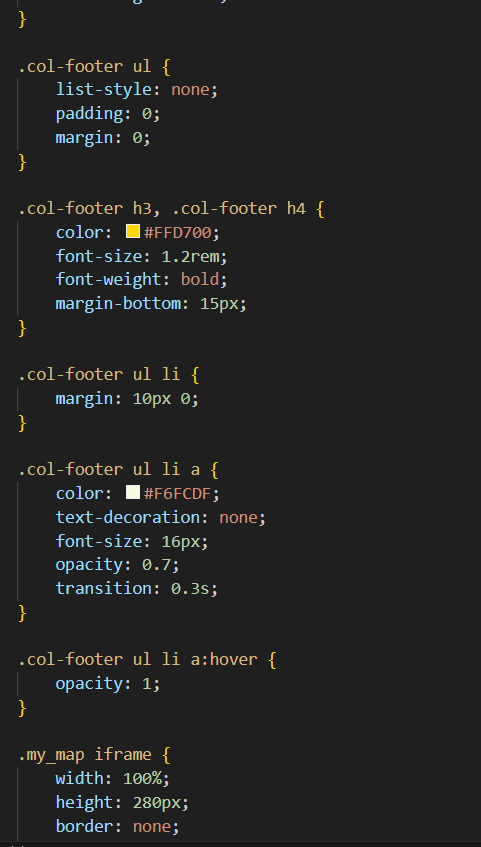 }

.col-footer ul {
    list-style: none;
    padding: 0;
    margin: 0;
}

.col-footer h3, .col-footer h4 {
    color: #FFD700;
    font-size: 1.2rem;
    font-weight: bold;
    margin-bottom: 15px;
}

.col-footer ul li {
    margin: 10px 0;
}

.col-footer ul li a {
    color: #F6FCDF;
    text-decoration: none;
    font-size: 16px;
    opacity: 0.7;
    transition: 0.3s;
}

.col-footer ul li a:hover {
    opacity: 1;
}

.my_map iframe {
    width: 100%;
    height: 280px;
    border: none;